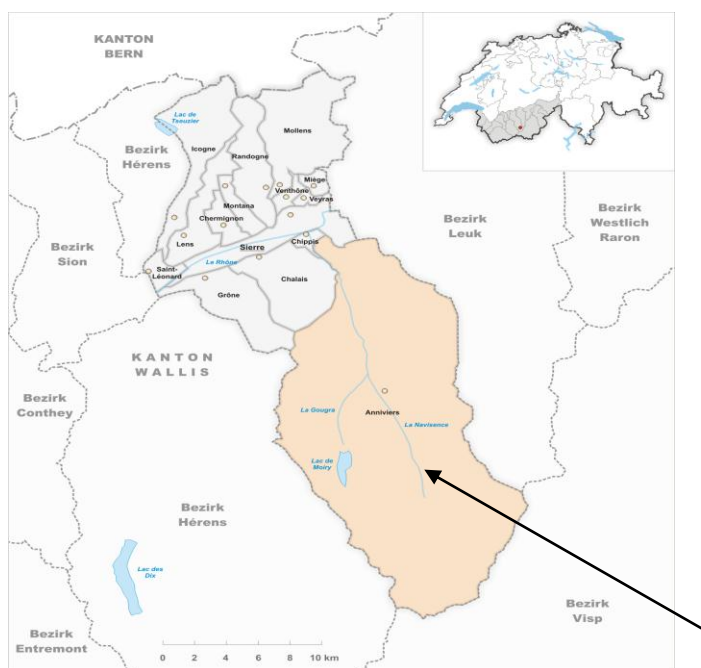 KANTON
BERN
Lac de
Tseuzier
Bezirk
Hérens
Icogne
Mollens
Randogne
Miège
Venthône
Veyras
Montana
Chermignon
Lens
Bezirk
Sion
Bezirk
Leuk
Bezirk
Westlich
Raron
Chippis
Sierre
La Rhône
Saint-
Léonard
Chalais
Grône
KANTON
WALLIS
Bezirk
Conthey
La Gougra
Anniviers
La Navisence
Lac de
Moiry
Bezirk
Hérens
Lac des
Dix
Bezirk
Visp
Bezirk
Entremont
0 2 4 6 8 10 km